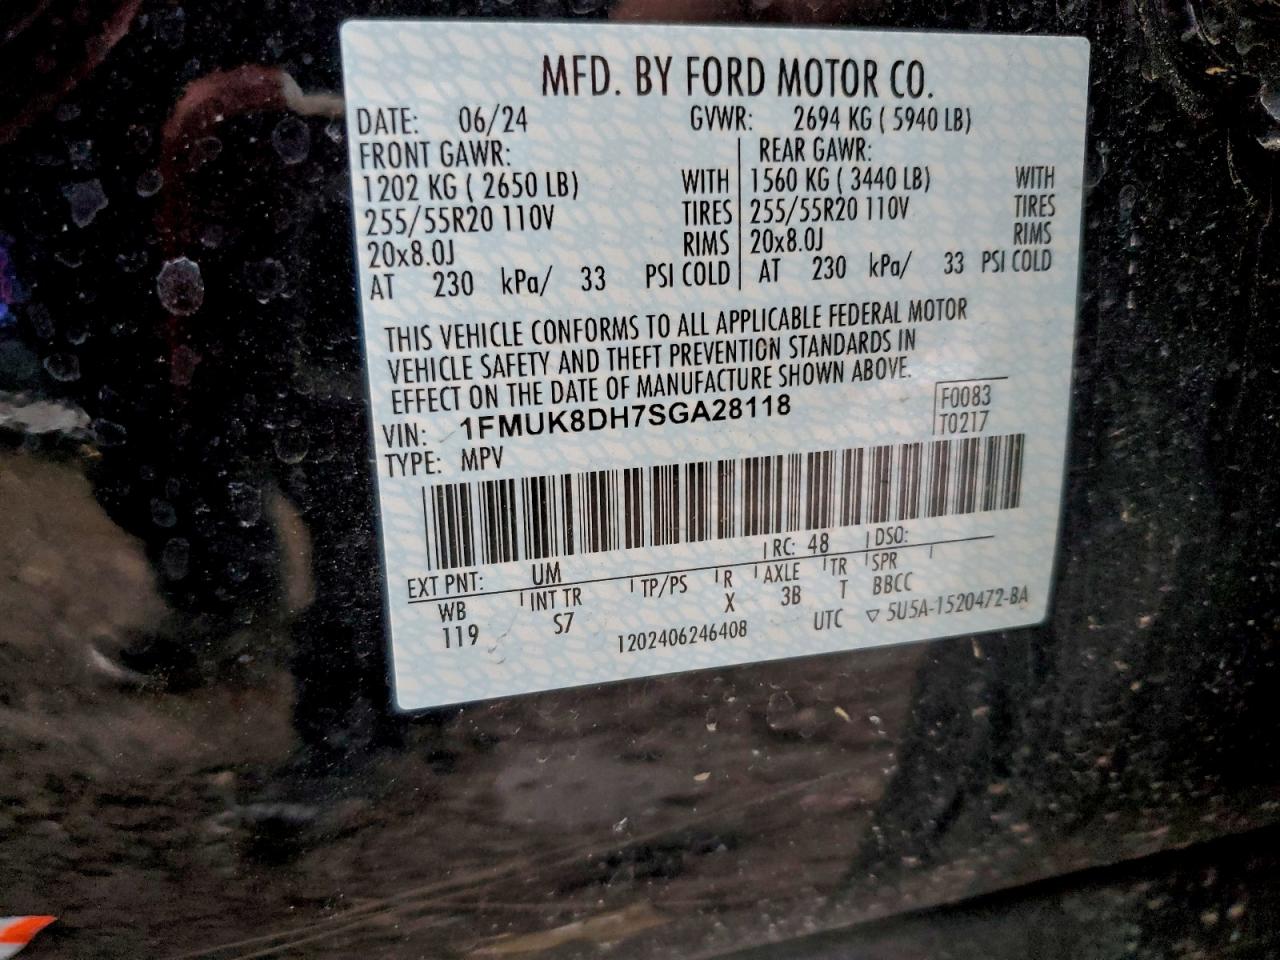 MFD. BY FORD MOTOR CO.
DATE: 06/24 GVWR: 2694 KG ( 5940 LB)
FRONT GAWR: REAR GAWR:
1202 KG ( 2650 LB) WITH 1560 KG ( 3440 LB) WITH
255/55R20 110V TIRES 255/55R20 110V TIRES
20x8.0J RIMS 20x8.0J RIMS
AT 230 kPa/ 33 PSI COLD AT 230 kPa/ 33 PSI COLD
THIS VEHICLE CONFORMS TO ALL APPLICABLE FEDERAL MOTOR
VEHICLE SAFETY AND THEFT PREVENTION STANDARDS IN
EFFECT ON THE DATE OF MANUFACTURE SHOWN ABOVE.
VIN: 1FMUK8DH7SGA28118 F0083
TYPE: MPV T0217
EXT PNT: UM RC: 48 DSO:
WB INT TR TP/PS R AXLE TR SPR
119 S7 X 3B T BBCC
1202406246408 UTC ▽ 5U5A-1520472-BA